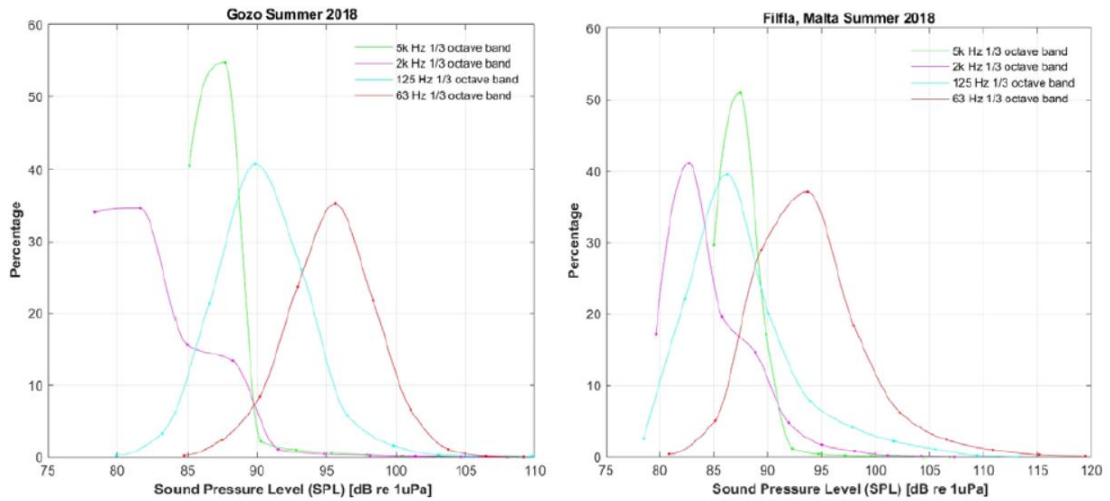 Gozo Summer 2018
60
50
40
30
20
10
0
Percentage
5k Hz 1/3 octave band
2k Hz 1/3 octave band
125 Hz 1/3 octave band
63 Hz 1/3 octave band
75 80 85 90 95 100 105 110
Sound Pressure Level (SPL) [dB re 1uPa]
Filfla, Malta Summer 2018
60
50
40
30
20
10
0
Percentage
5k Hz 1/3 octave band
2k Hz 1/3 octave band
125 Hz 1/3 octave band
63 Hz 1/3 octave band
75 80 85 90 95 100 105 110 115 120
Sound Pressure Level (SPL) [dB re 1uPa]